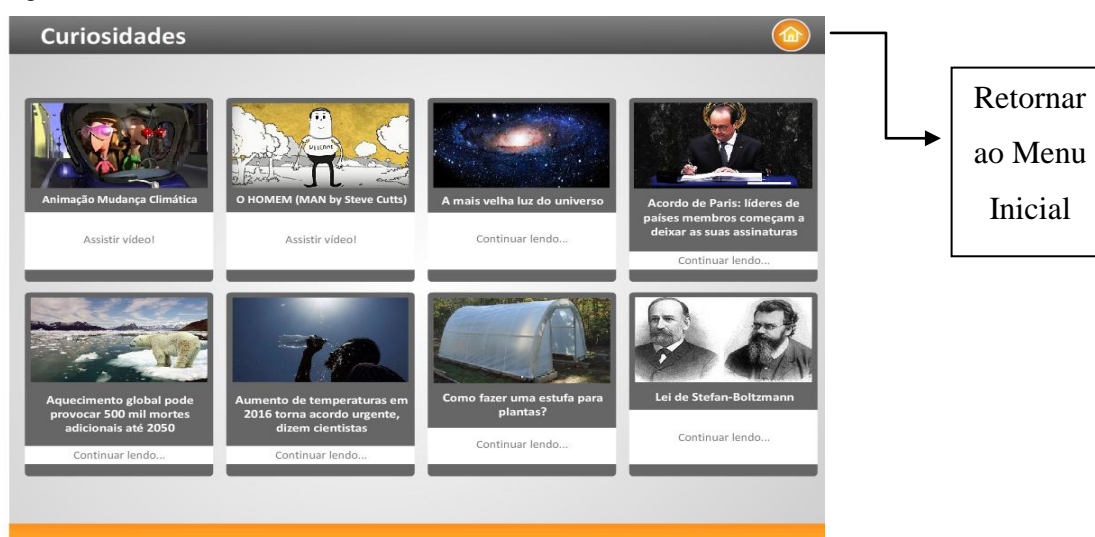 Curiosidades
Retornar
ao Menu
Inicial
WELCOME
Animação Mudança Climática
Assistir vídeo!
O HOMEM (MAN by Steve Cutts)
Assistir vídeo!
A mais velha luz do universo
Continuar lendo...
Acordo de Paris: líderes de
países membros começam a
deixar as suas assinaturas
Continuar lendo...
Aquecimento global pode
provocar 500 mil mortes
adicionais até 2050
Continuar lendo...
Aumento de temperaturas em
2016 torna acordo urgente,
dizem cientistas
Continuar lendo...
Como fazer uma estufa para
plantas?
Continuar lendo...
Lei de Stefan-Boltzmann
Continuar lendo...